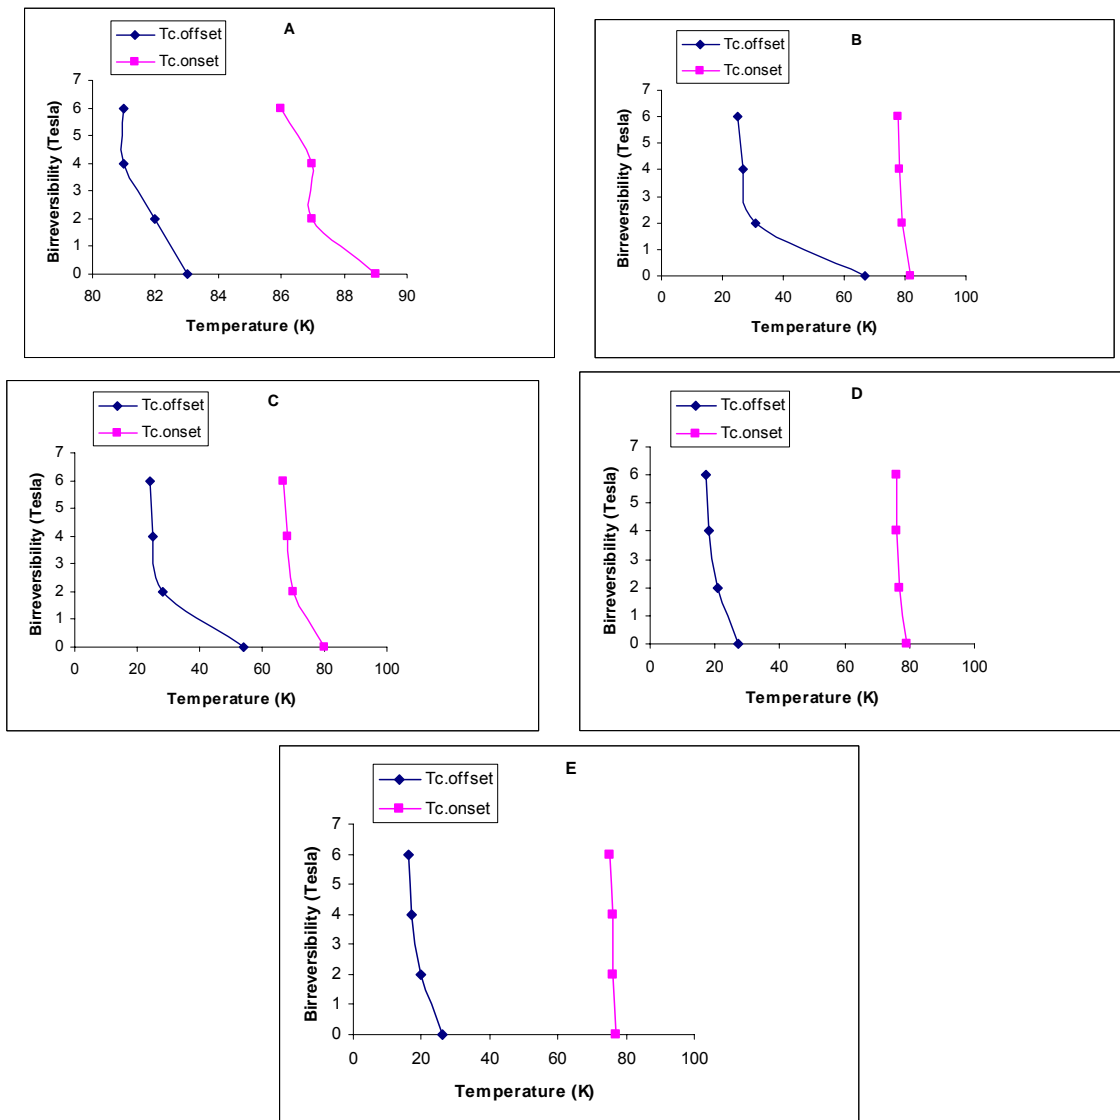 A
Tc.offset
Tc.onset
Birreversibility (Tesla)
7
6
5
4
3
2
1
0
80 82 84 86 88 90
Temperature (K)
B
Tc.offset
Tc.onset
Birreversibility (Tesla)
7
6
5
4
3
2
1
0
0 20 40 60 80 100
Temperature (K)
C
Tc.offset
Tc.onset
Birreversibility (Tesla)
7
6
5
4
3
2
1
0
0 20 40 60 80 100
Temperature (K)
D
Tc.offset
Tc.onset
Birreversibility (Tesla)
7
6
5
4
3
2
1
0
0 20 40 60 80 100
Temperature (K)
E
Tc.offset
Tc.onset
Birreversibility (Tesla)
7
6
5
4
3
2
1
0
0 20 40 60 80 100
Temperature (K)